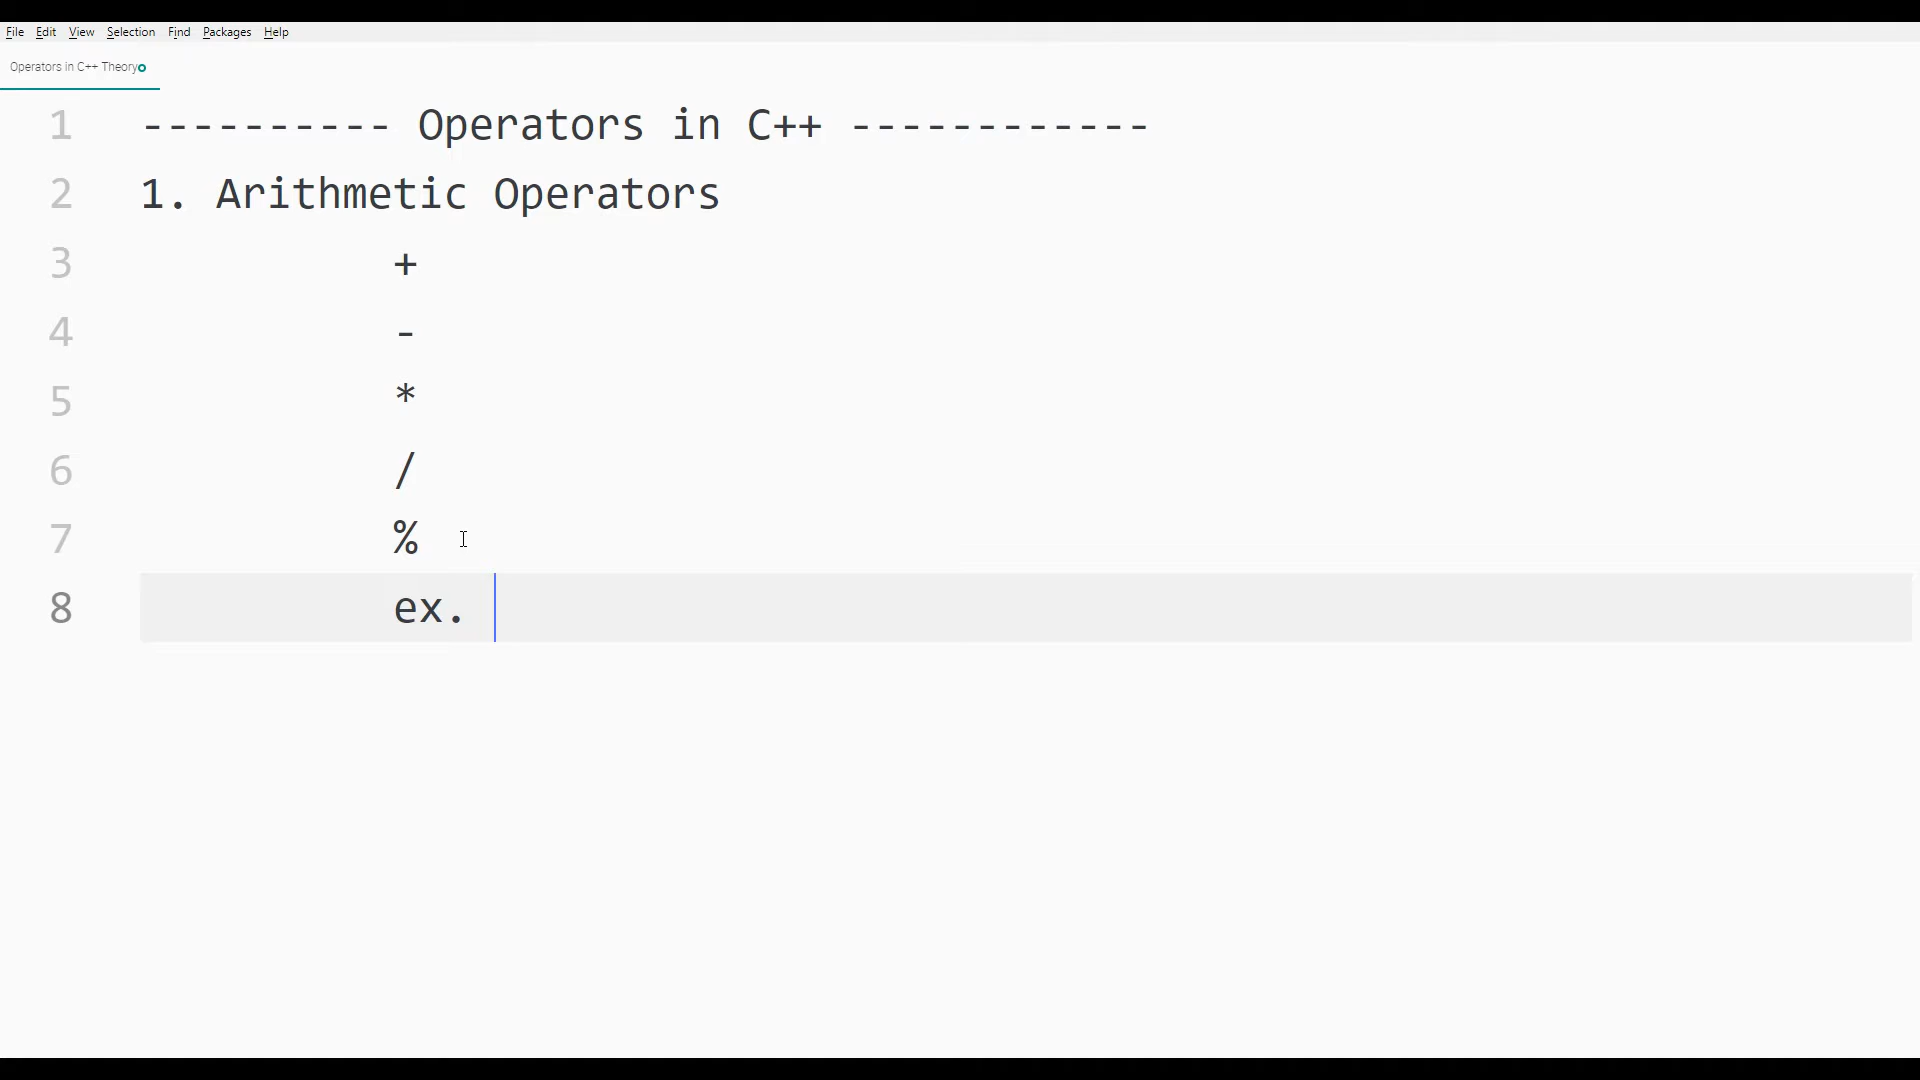 File Edit View Selection Find Packages Help
Operators in C++ Theory
1 ---------- Operators in C++ ------------
2 1. Arithmetic Operators
3 +
4 -
5 *
6 /
7 %
8 ex.